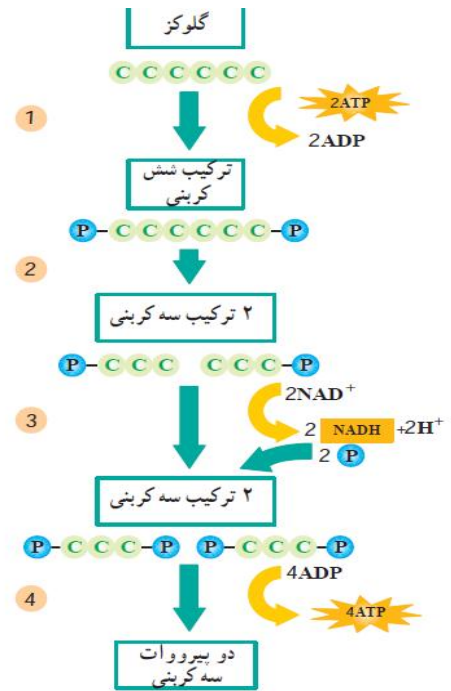 گلوکز
C C C C C C
2ATP
1
2ADP
ترکیب شش
کربنی
P C C C C C C P
2
۲ ترکیب سه کربنی
P C C C C C C P
2NAD⁺
3
2 NADH +2H⁺
2 P
۲ ترکیب سه کربنی
P C C C P P C C C P
4ADP
4
4ATP
دو پیرووات
سه کربنی